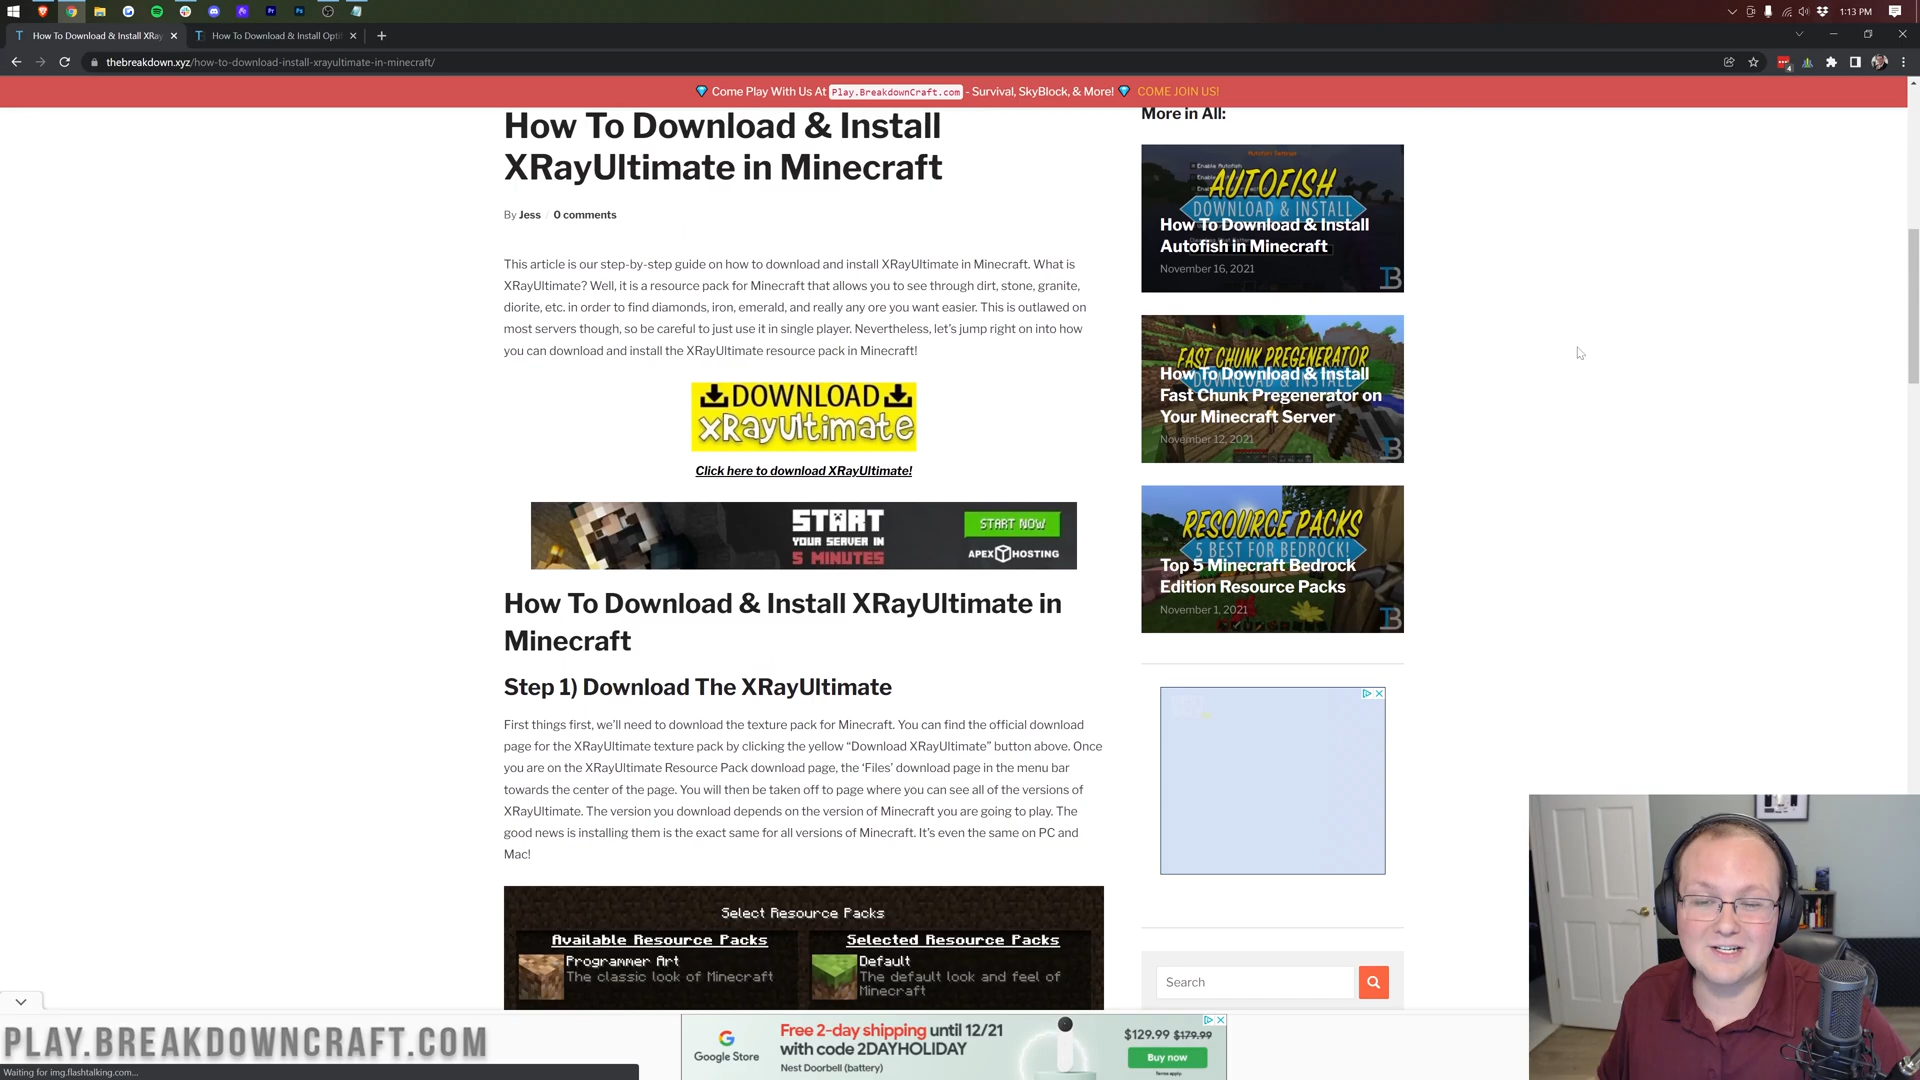 1:13 PM
How To Download & Install XRay
How To Download & Install Opti
thebreakdown.xyz/how-to-download-install-xrayultimate-in-minecraft/
Come Play With Us At Play.BreakdownCraft.com - Survival, SkyBlock, & More! COME JOIN US!
How To Download & Install
XRayUltimate in Minecraft
By Jess / 0 comments
This article is our step-by-step guide on how to download and install XRayUltimate in Minecraft. What is
XRayUltimate? Well, it is a resource pack for Minecraft that allows you to see through dirt, stone, granite,
diorite, etc. in order to find diamonds, iron, emerald, and really any ore you want easier. This is outlawed on
most servers though, so be careful to just use it in single player. Nevertheless, let's jump right on into how
you can download and install the XRayUltimate resource pack in Minecraft!
DOWNLOAD
XRayUltimate
Click here to download XRayUltimate!
START
YOUR SERVER IN
5 MINUTES
START NOW
APEX HOSTING
How To Download & Install XRayUltimate in
Minecraft
Step 1) Download The XRayUltimate
First things first, we'll need to download the texture pack for Minecraft. You can find the official download
page for the XRayUltimate texture pack by clicking the yellow “Download XRayUltimate” button above. Once
you are on the XRayUltimate Resource Pack download page, the ‘Files’ download page in the menu bar
towards the center of the page. You will then be taken off to page where you can see all of the versions of
XRayUltimate. The version you download depends on the version of Minecraft you are going to play. The
good news is installing them is the exact same for all versions of Minecraft. It's even the same on PC and
Mac!
Select Resource Packs
Available Resource Packs
Selected Resource Packs
Programmer Art
The classic look of Minecraft
Default
The default look and feel of
Minecraft
More in All:
AUTOFISH
DOWNLOAD & INSTALL
How To Download & Install
Autofish in Minecraft
November 16, 2021
FAST CHUNK PREGENERATOR
DOWNLOAD & INSTALL
How To Download & Install
Fast Chunk Pregenerator on
Your Minecraft Server
November 12, 2021
RESOURCE PACKS
5 BEST FOR BEDROCK!
Top 5 Minecraft Bedrock
Edition Resource Packs
November 1, 2021
Search
PLAY.BREAKDOWNCRAFT.COM
Waiting for img.flashtalking.com...
Google Store
Free 2-day shipping until 12/21
with code 2DAYHOLIDAY
Nest Doorbell (battery)
$129.99 $179.99
Buy now
Terms apply.